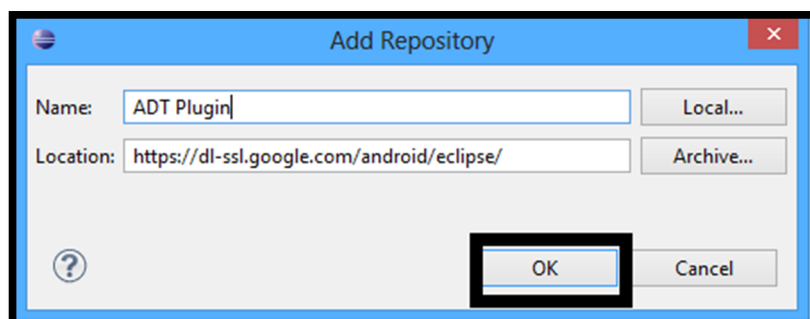 Add Repository
Name: ADT Plugin Local...
Location: https://dl-ssl.google.com/android/eclipse/ Archive...
? OK Cancel